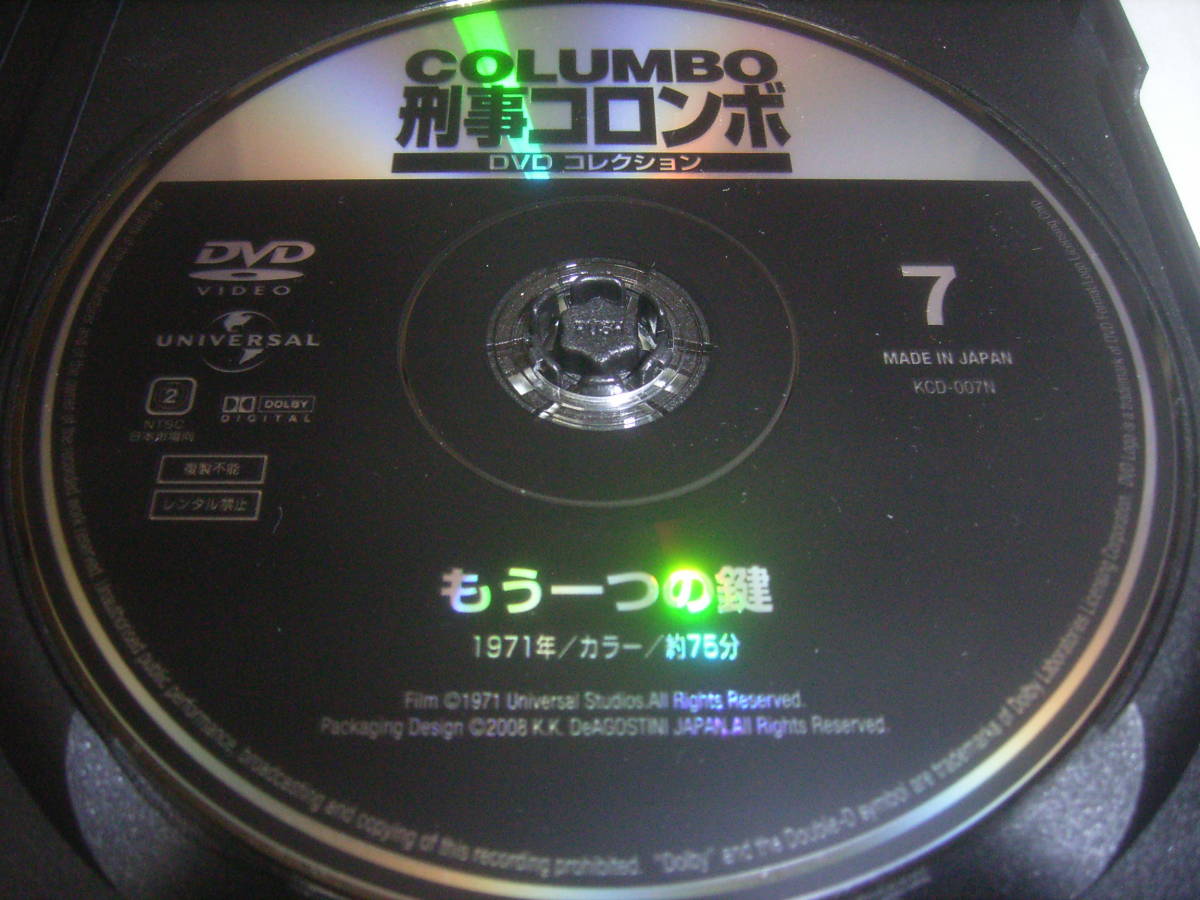 COLUMBO
刑事コロンボ
DVD コレクション
DVD
VIDEO
UNIVERSAL
2
NTSC
日本市場向
DOLBY
DIGITAL
複製不能
レンタル禁止
7
MADE IN JAPAN
KCD-007N
もう一つの鍵
1971年/カラー/約75分
Film ©1971 Universal Studios.All Rights Reserved.
Packaging Design ©2008 K.K. DeAGOSTINI JAPAN.All Rights Reserved.
Unauthorised public performance, broadcasting and copying of this recording prohibited. "Dolby" and the Double-D symbol are trademarks of Dolby Laboratories Licensing Corporation.